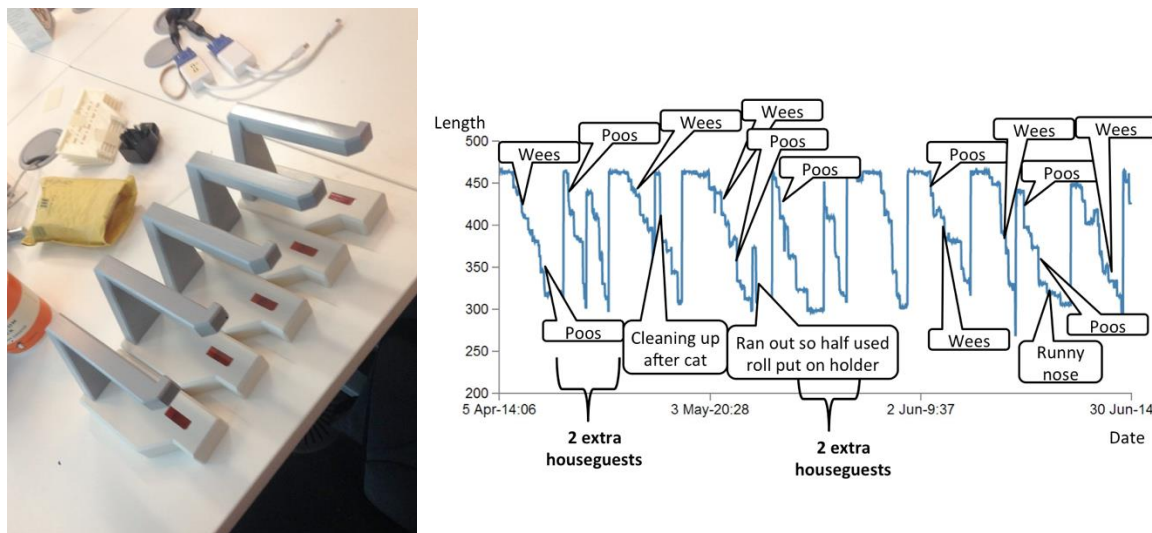 Length
500
450
400
350
300
250
200
Wees
Poos
Wees
Wees
Poos
Poos
Poos
Wees
Wees
Poos
Poos
Cleaning up
after cat
Ran out so half used
roll put on holder
Wees
Runny
nose
Poos
5 Apr-14:06
3 May-20:28
2 Jun-9:37
30 Jun-14
Date
2 extra
houseguests
2 extra
houseguests